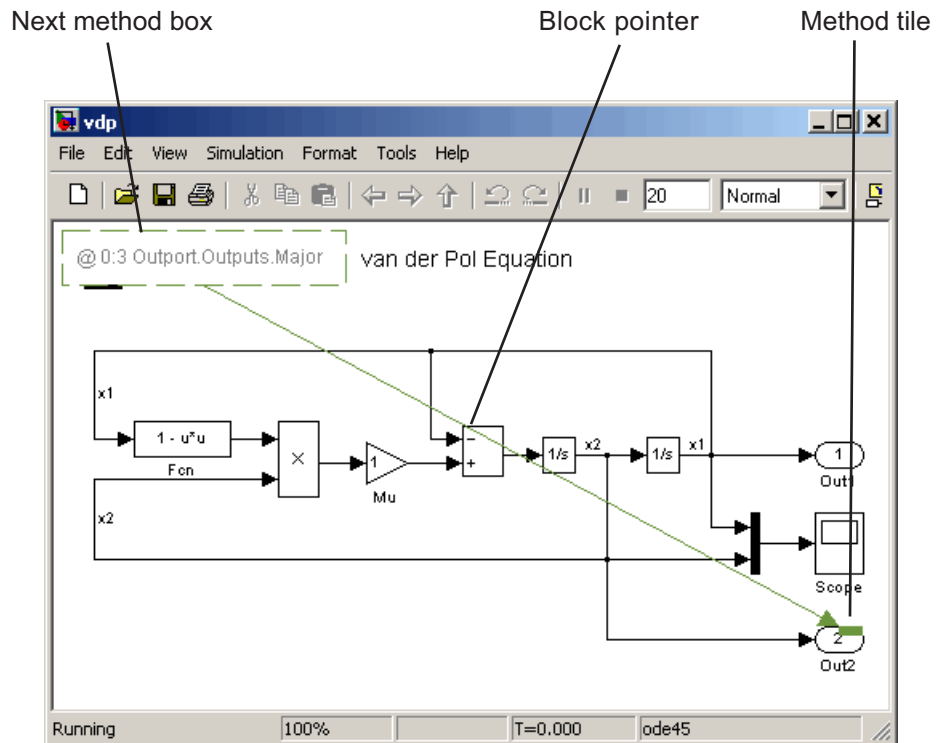 Next method box Block pointer Method tile
vdp
File Edit View Simulation Format Tools Help
20 Normal
@ 0:3 Outport.Outputs.Major van der Pol Equation
x1
1 - u*u
Fcn
×
1
Mu
−
+
1/s
x2
1/s
x1
1
Out1
x2
Scope
2
Out2
Running 100% T=0.000 ode45